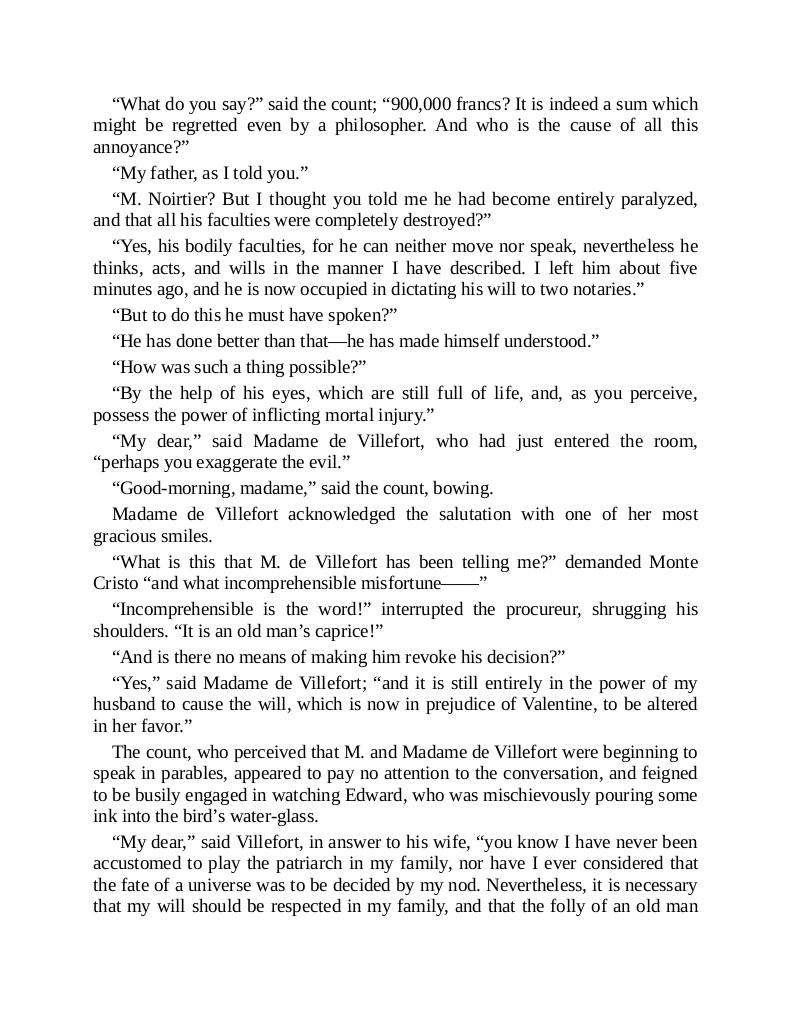 “What do you say?” said the count; “900,000 francs? It is indeed a sum which
might be regretted even by a philosopher. And who is the cause of all this
annoyance?”
“My father, as I told you.”
“M. Noirtier? But I thought you told me he had become entirely paralyzed,
and that all his faculties were completely destroyed?”
“Yes, his bodily faculties, for he can neither move nor speak, nevertheless he
thinks, acts, and wills in the manner I have described. I left him about five
minutes ago, and he is now occupied in dictating his will to two notaries.”
“But to do this he must have spoken?”
“He has done better than that—he has made himself understood.”
“How was such a thing possible?”
“By the help of his eyes, which are still full of life, and, as you perceive,
possess the power of inflicting mortal injury.”
“My dear,” said Madame de Villefort, who had just entered the room,
“perhaps you exaggerate the evil.”
“Good-morning, madame,” said the count, bowing.
Madame de Villefort acknowledged the salutation with one of her most
gracious smiles.
“What is this that M. de Villefort has been telling me?” demanded Monte
Cristo “and what incomprehensible misfortune——”
“Incomprehensible is the word!” interrupted the procureur, shrugging his
shoulders. “It is an old man’s caprice!”
“And is there no means of making him revoke his decision?”
“Yes,” said Madame de Villefort; “and it is still entirely in the power of my
husband to cause the will, which is now in prejudice of Valentine, to be altered
in her favor.”
The count, who perceived that M. and Madame de Villefort were beginning to
speak in parables, appeared to pay no attention to the conversation, and feigned
to be busily engaged in watching Edward, who was mischievously pouring some
ink into the bird’s water-glass.
“My dear,” said Villefort, in answer to his wife, “you know I have never been
accustomed to play the patriarch in my family, nor have I ever considered that
the fate of a universe was to be decided by my nod. Nevertheless, it is necessary
that my will should be respected in my family, and that the folly of an old man